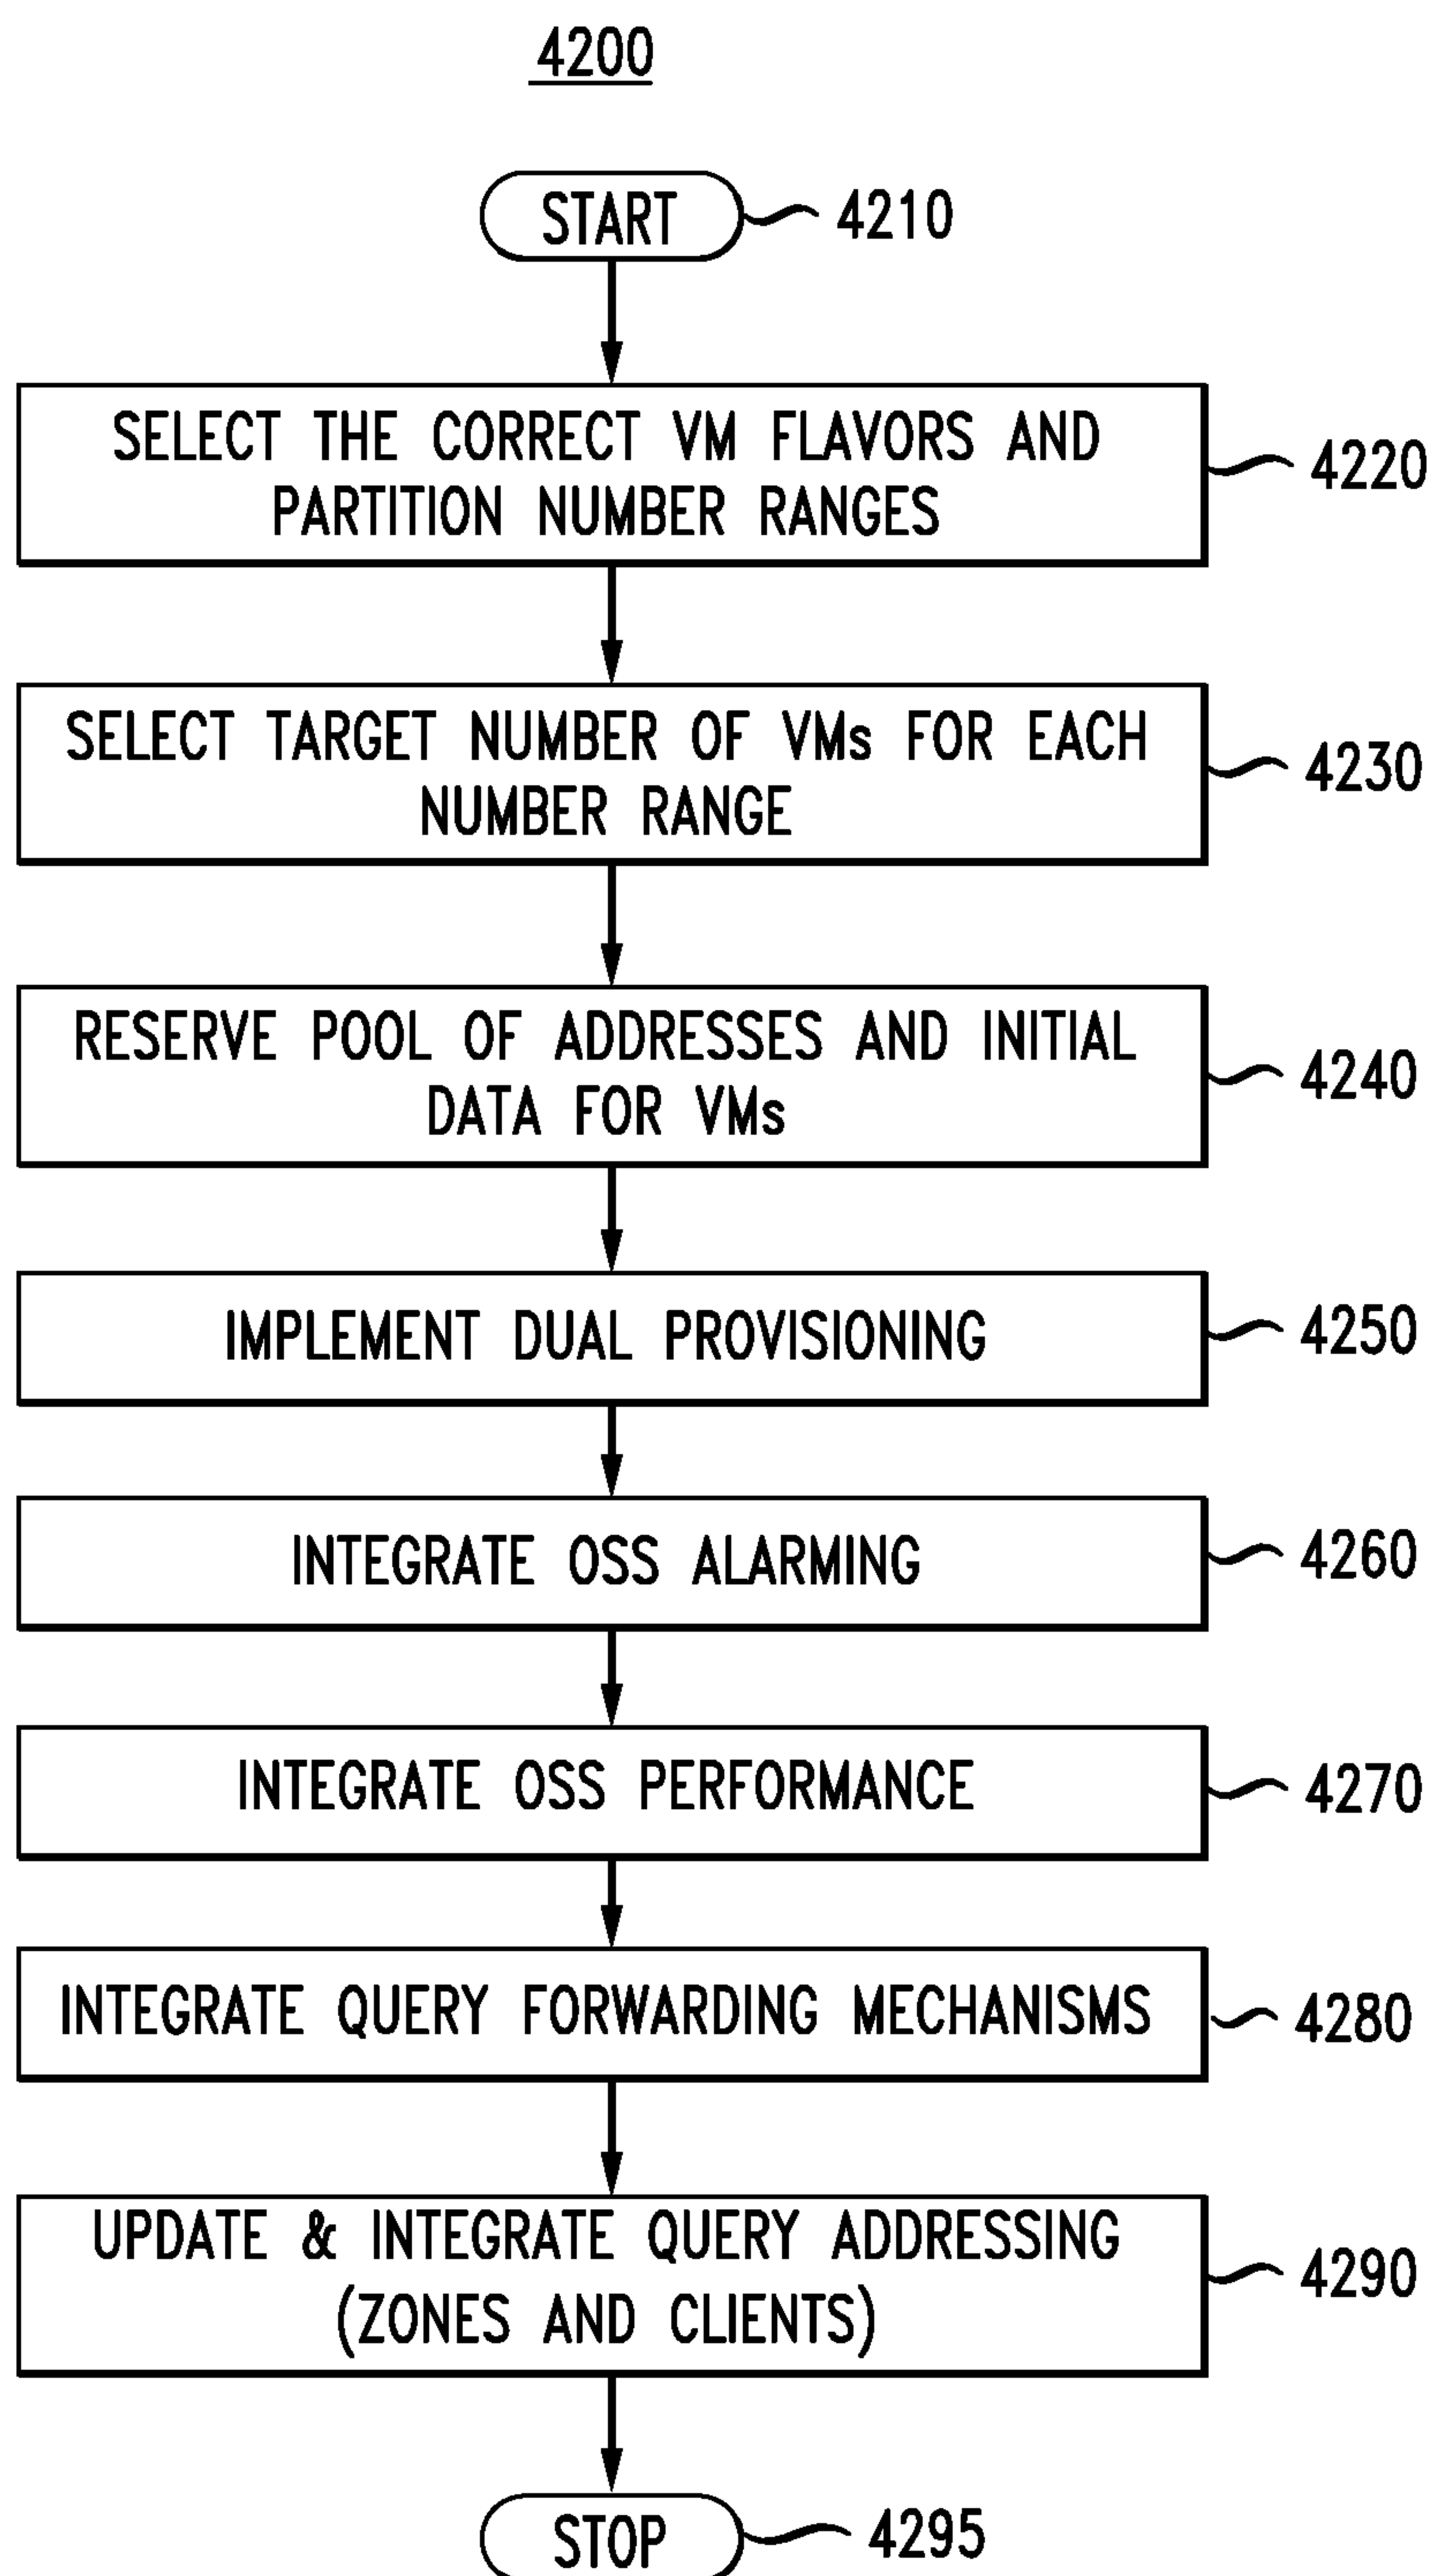 4200
START
4210
SELECT THE CORRECT VM FLAVORS AND
PARTITION NUMBER RANGES
4220
SELECT TARGET NUMBER OF VMs FOR EACH
NUMBER RANGE
4230
RESERVE POOL OF ADDRESSES AND INITIAL
DATA FOR VMs
4240
IMPLEMENT DUAL PROVISIONING
4250
INTEGRATE OSS ALARMING
4260
INTEGRATE OSS PERFORMANCE
4270
INTEGRATE QUERY FORWARDING MECHANISMS
4280
UPDATE & INTEGRATE QUERY ADDRESSING
(ZONES AND CLIENTS)
4290
STOP
4295